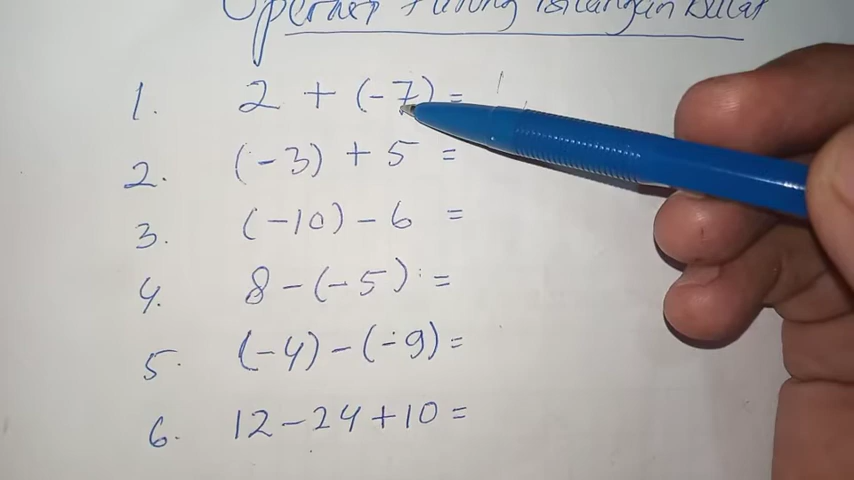 Operasi Hitung Bilangan Bulat
1. 2 + (-7) =
2. (-3) + 5 =
3. (-10) - 6 =
4. 8 - (-5) =
5. (-4) - (-9) =
6. 12 - 24 + 10 =